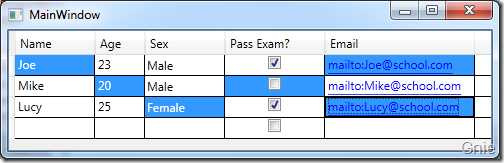 MainWindow
Name Age Sex Pass Exam? Email
Joe 23 Male mailto:Joe@school.com
Mike 20 Male mailto:Mike@school.com
Lucy 25 Female mailto:Lucy@school.com
Gnie